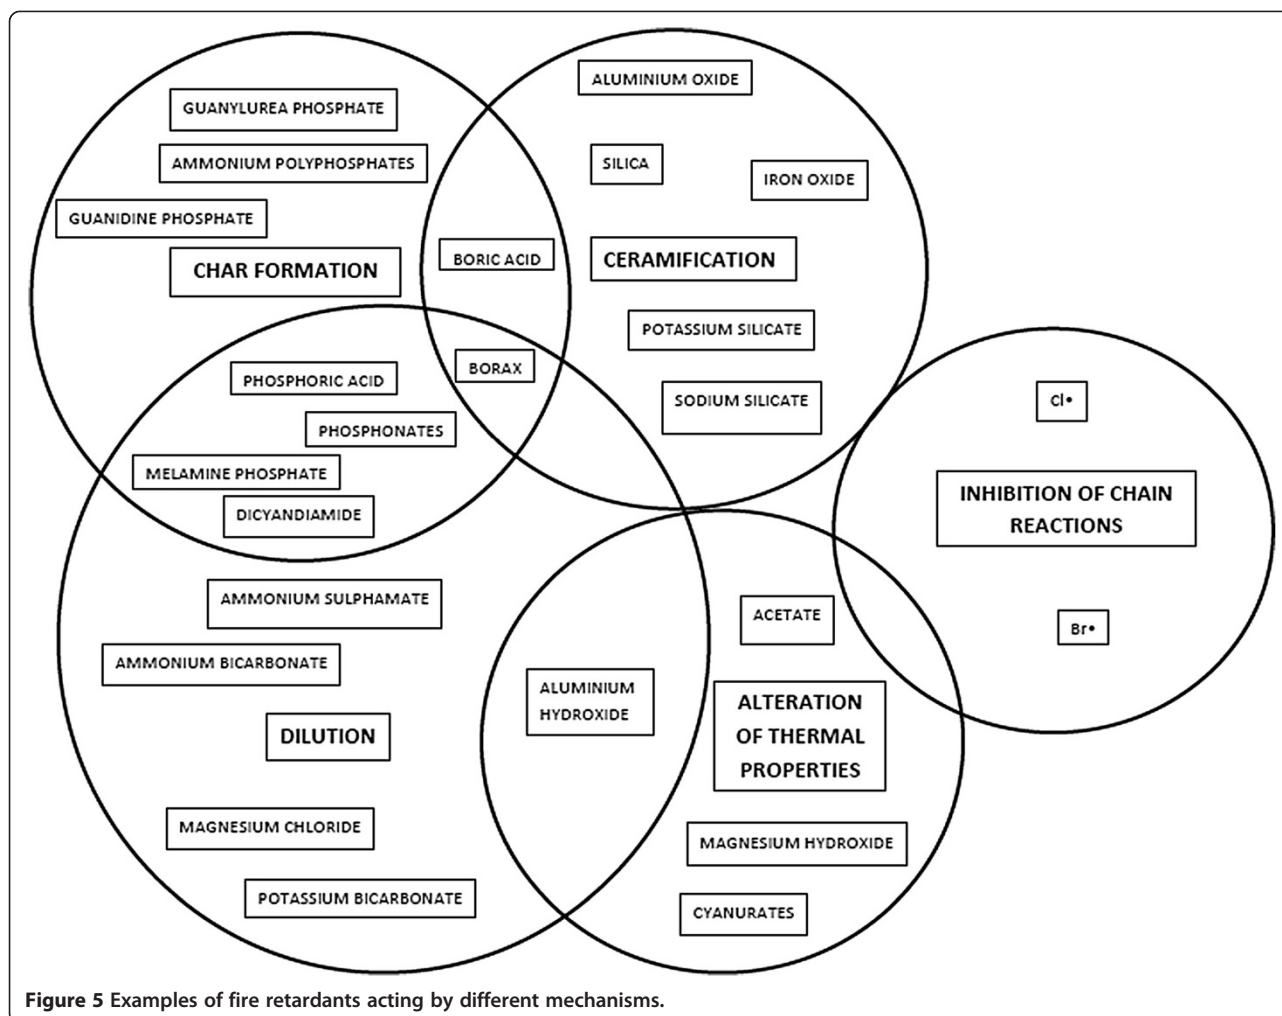 GUANYLUREA PHOSPHATE
AMMONIUM POLYPHOSPHATES
GUANIDINE PHOSPHATE
CHAR FORMATION
BORIC ACID
ALUMINIUM OXIDE
SILICA
IRON OXIDE
CERAMIFICATION
POTASSIUM SILICATE
SODIUM SILICATE
BORAX
PHOSPHORIC ACID
PHOSPHONATES
MELAMINE PHOSPHATE
DICYANDIAMIDE
AMMONIUM SULPHAMATE
AMMONIUM BICARBONATE
DILUTION
MAGNESIUM CHLORIDE
POTASSIUM BICARBONATE
ALUMINIUM
HYDROXIDE
ACETATE
ALTERATION
OF THERMAL
PROPERTIES
MAGNESIUM HYDROXIDE
CYANURATES
Cl•
INHIBITION OF CHAIN
REACTIONS
Br•
Figure 5 Examples of fire retardants acting by different mechanisms.